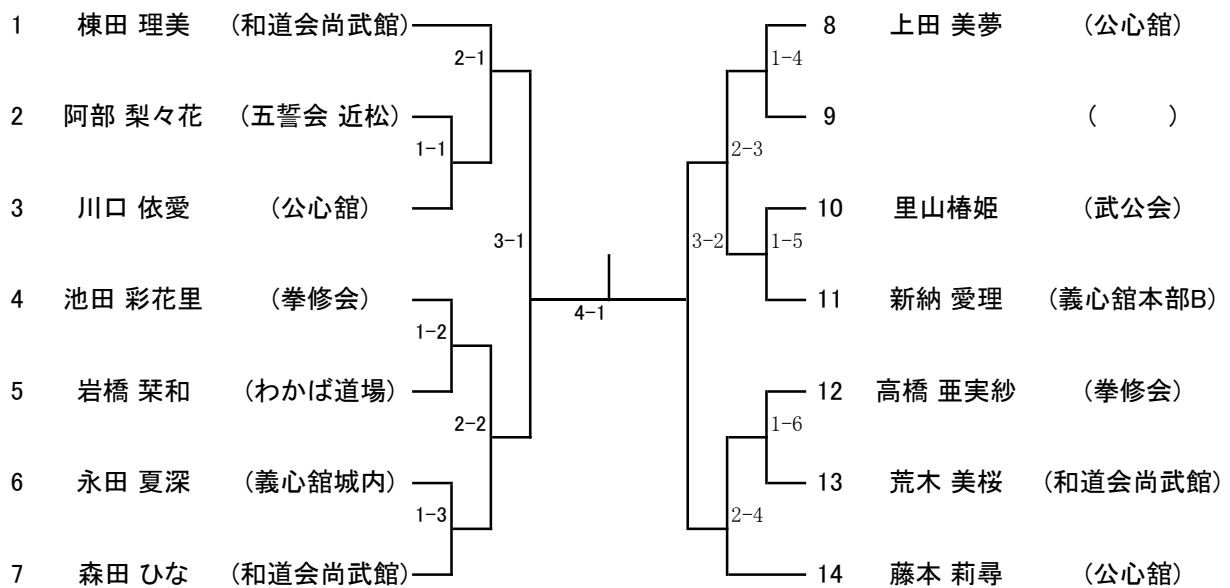 1 棟田 理美 (和道会尚武館)
2-1
2 阿部 梨々花 (五誓会 近松)
1-1
3 川口 依愛 (公心舘)
3-1
4 池田 彩花里 (拳修会)
1-2
5 岩橋 栞和 (わかば道場)
2-2
6 永田 夏深 (義心舘城内)
1-3
7 森田 ひな (和道会尚武館)
4-1
8 上田 美夢 (公心舘)
1-4
9 ( )
2-3
10 里山椿姫 (武公会)
3-2
1-5
11 新納 愛理 (義心舘本部B)
12 高橋 亜実紗 (拳修会)
1-6
13 荒木 美桜 (和道会尚武館)
2-4
14 藤本 莉尋 (公心舘)